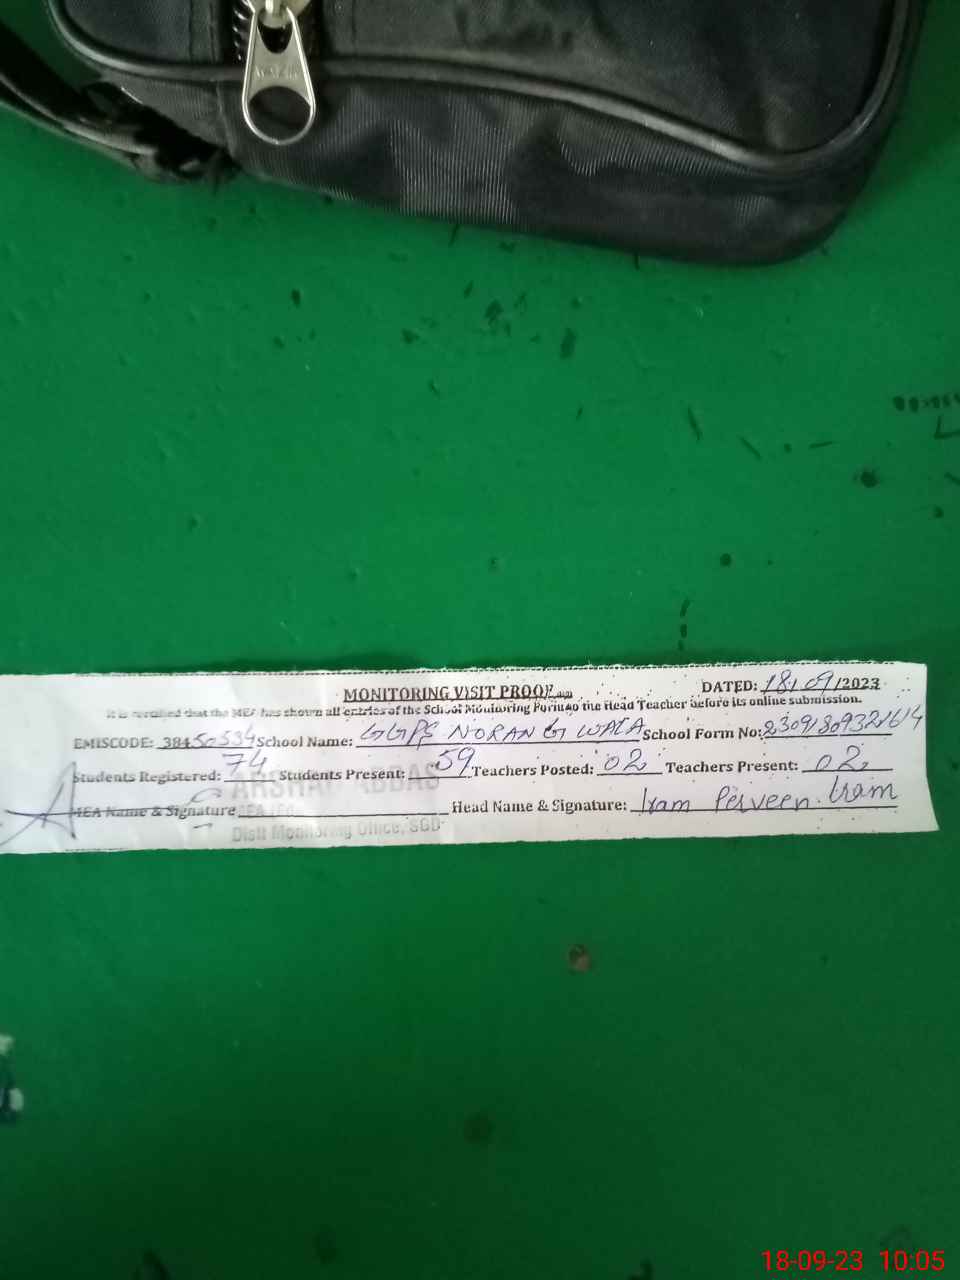 MONITORING VISIT PROOF
DATED: 18/09/2023
It is certified that the MEA has shown all entries of the School Monitoring Form to the Head Teacher before its online submission.
EMISCODE: 38450534 School Name: GGPS NORANG WALA School Form No: 23091809321614
Students Registered: 74 Students Present: 59 Teachers Posted: 02 Teachers Present: 02
ARSHAD ABBAS
MEA Name & Signature Head Name & Signature: Iram Perveen Iram
Distt Monitoring Office, SGD
18-09-23 10:05